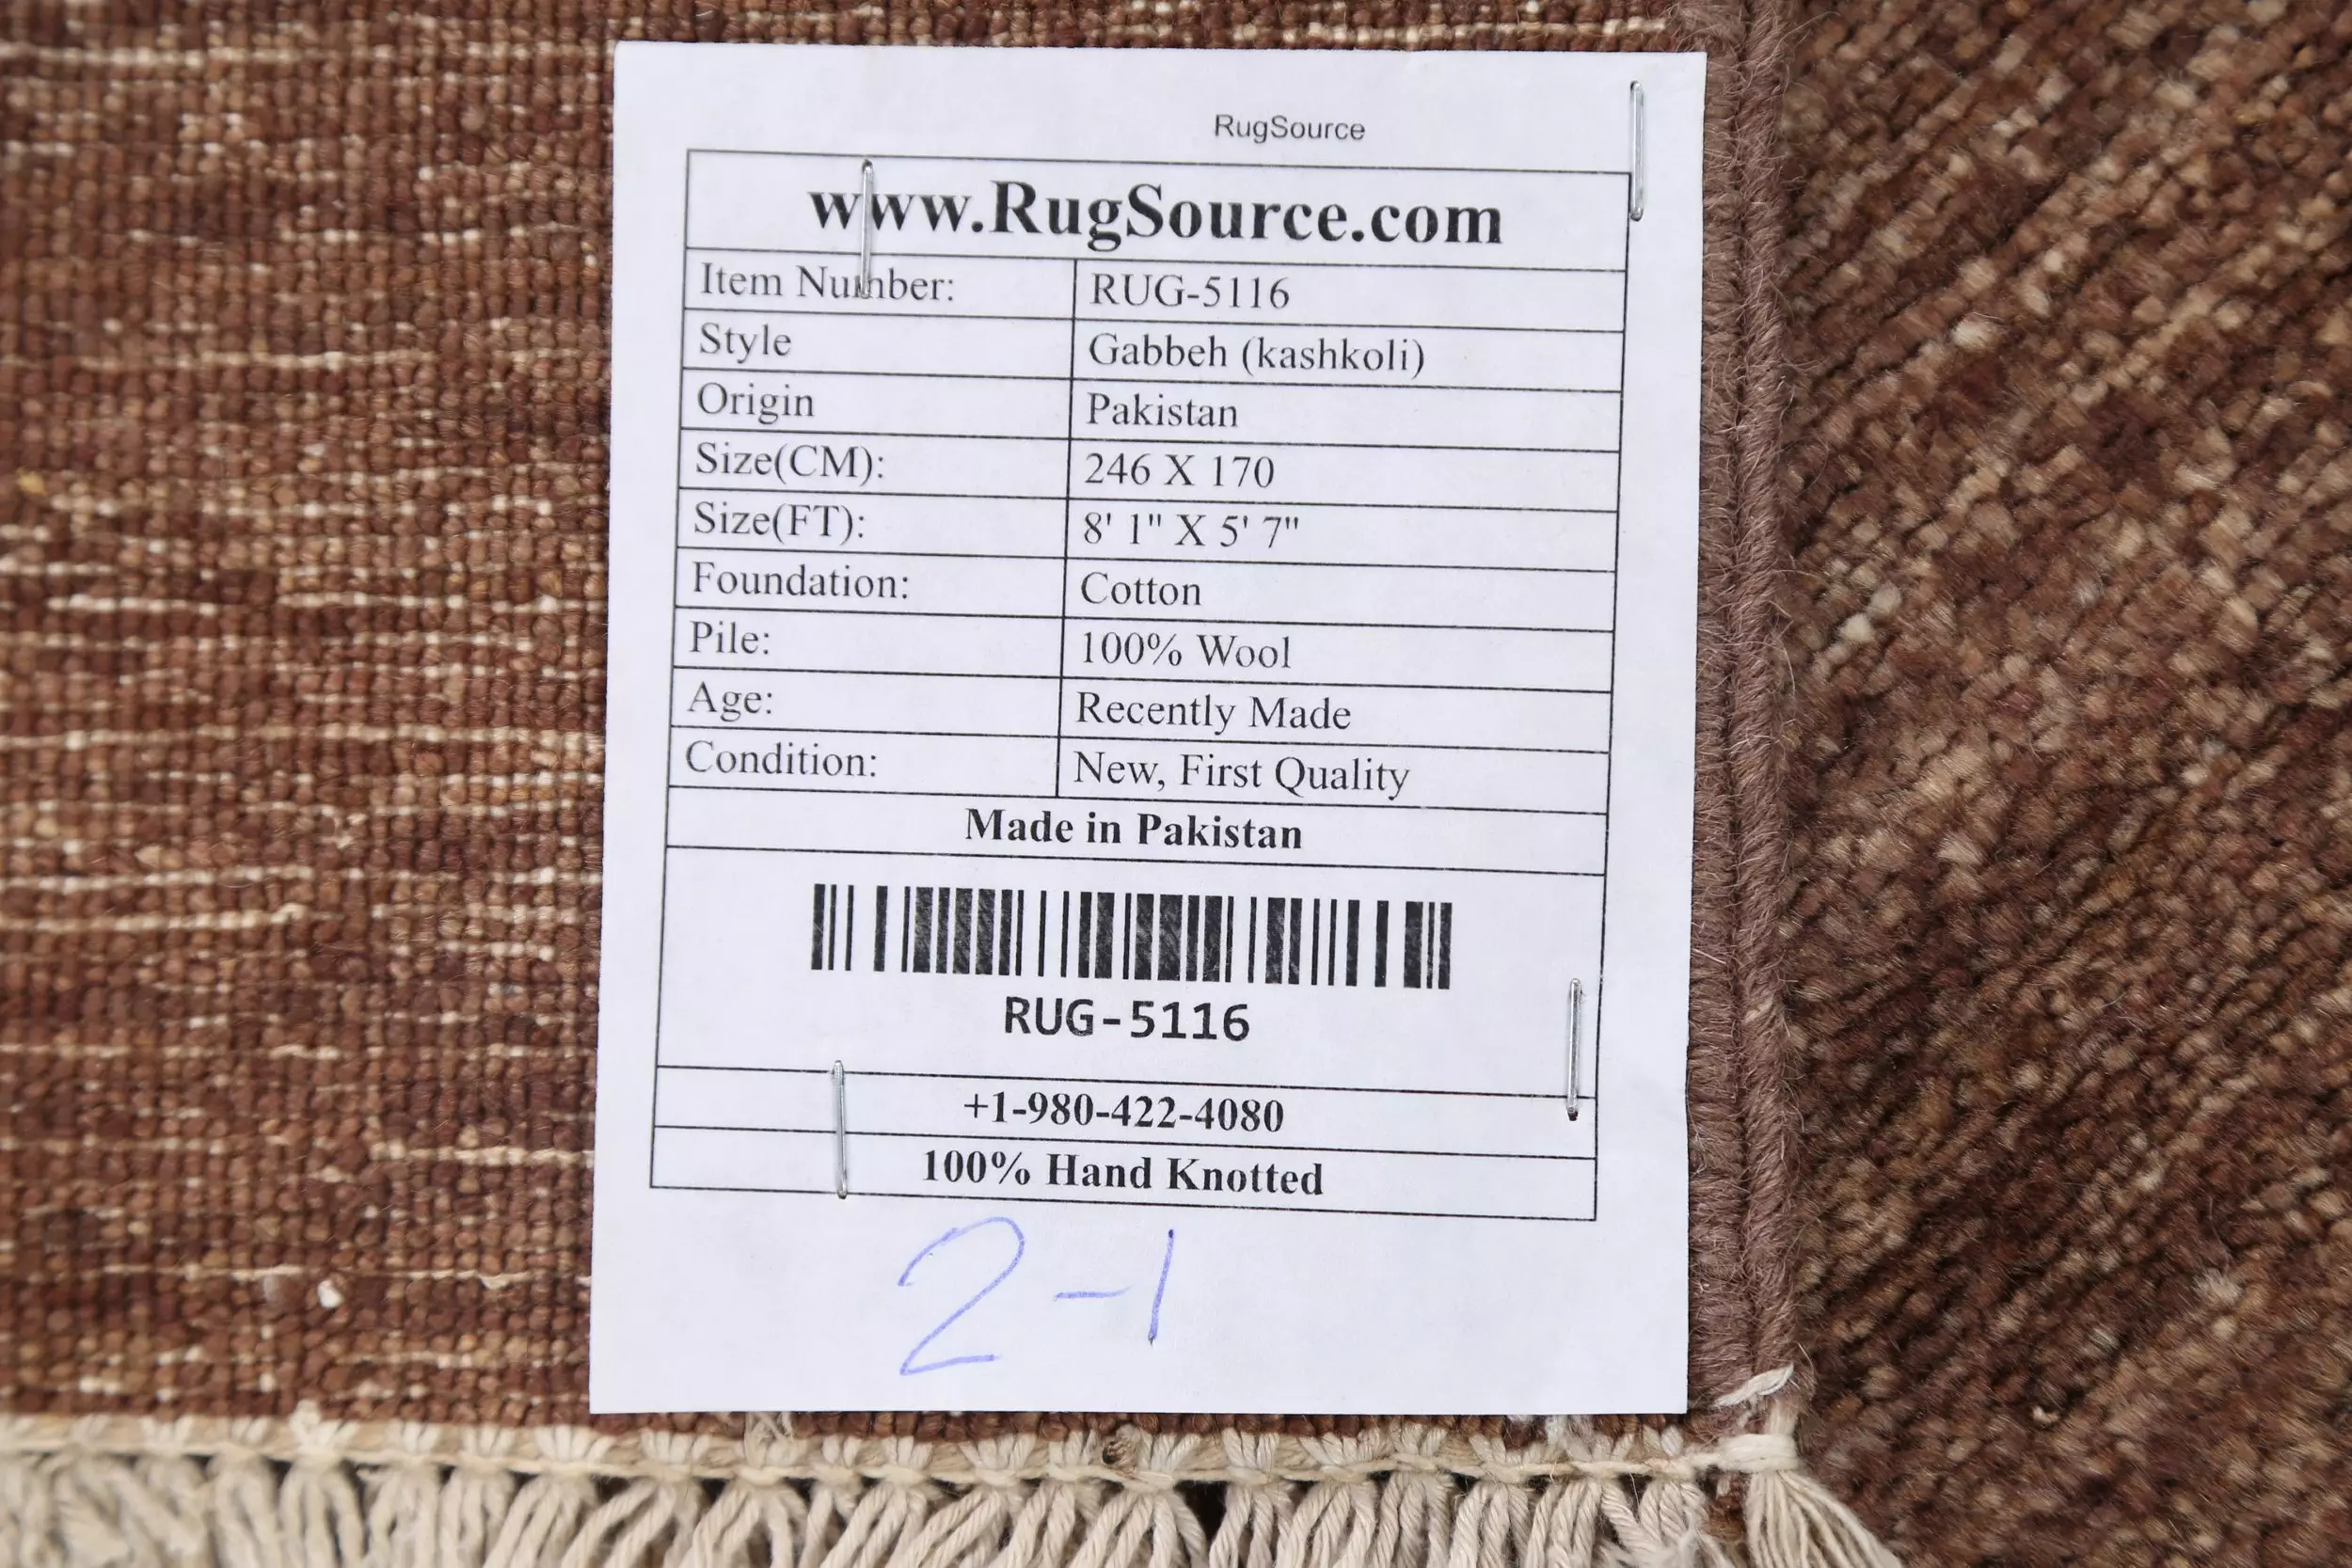 RugSource
www.RugSource.com
Item Number: RUG-5116
Style Gabbeh (kashkoli)
Origin Pakistan
Size(CM): 246 X 170
Size(FT): 8' 1" X 5' 7"
Foundation: Cotton
Pile: 100% Wool
Age: Recently Made
Condition: New, First Quality
Made in Pakistan
RUG-5116
+1-980-422-4080
100% Hand Knotted
2-1